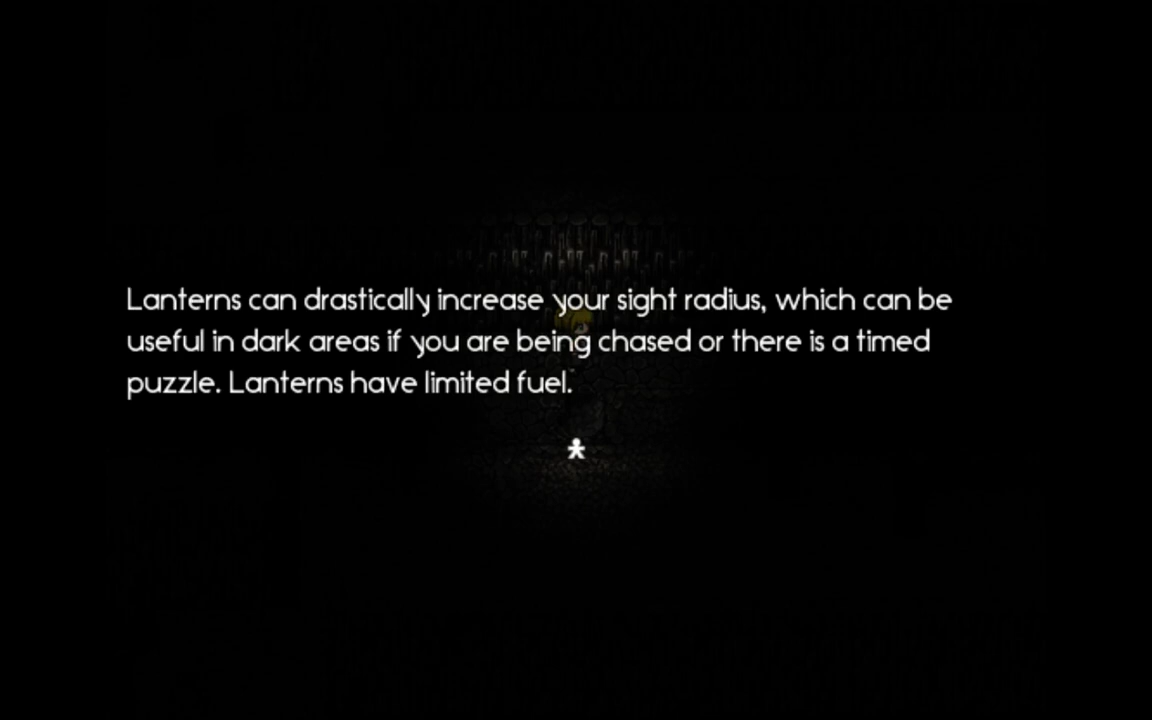 Lanterns can drastically increase your sight radius, which can be
useful in dark areas if you are being chased or there is a timed
puzzle. Lanterns have limited fuel.